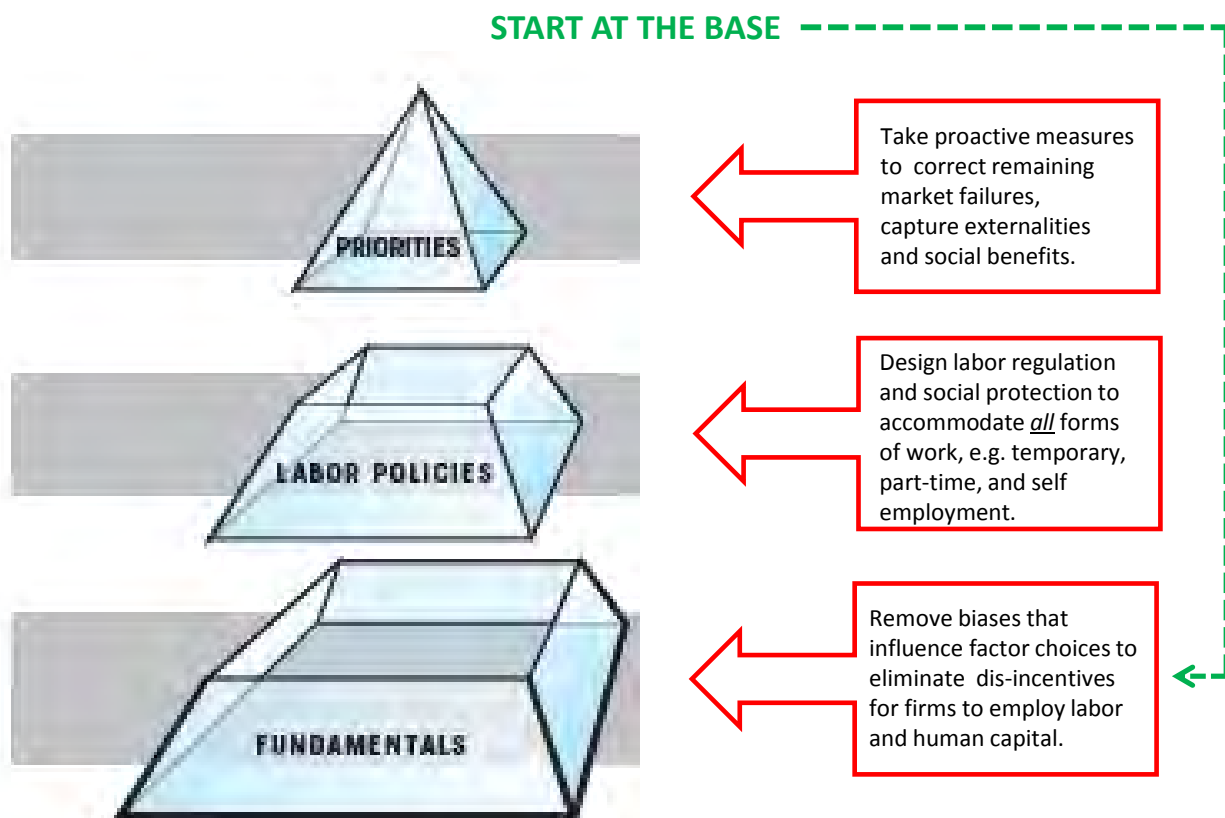 START AT THE BASE
PRIORITIES
Take proactive measures
to correct remaining
market failures,
capture externalities
and social benefits.
LABOR POLICIES
Design labor regulation
and social protection to
accommodate all forms
of work, e.g. temporary,
part-time, and self
employment.
FUNDAMENTALS
Remove biases that
influence factor choices to
eliminate dis-incentives
for firms to employ labor
and human capital.